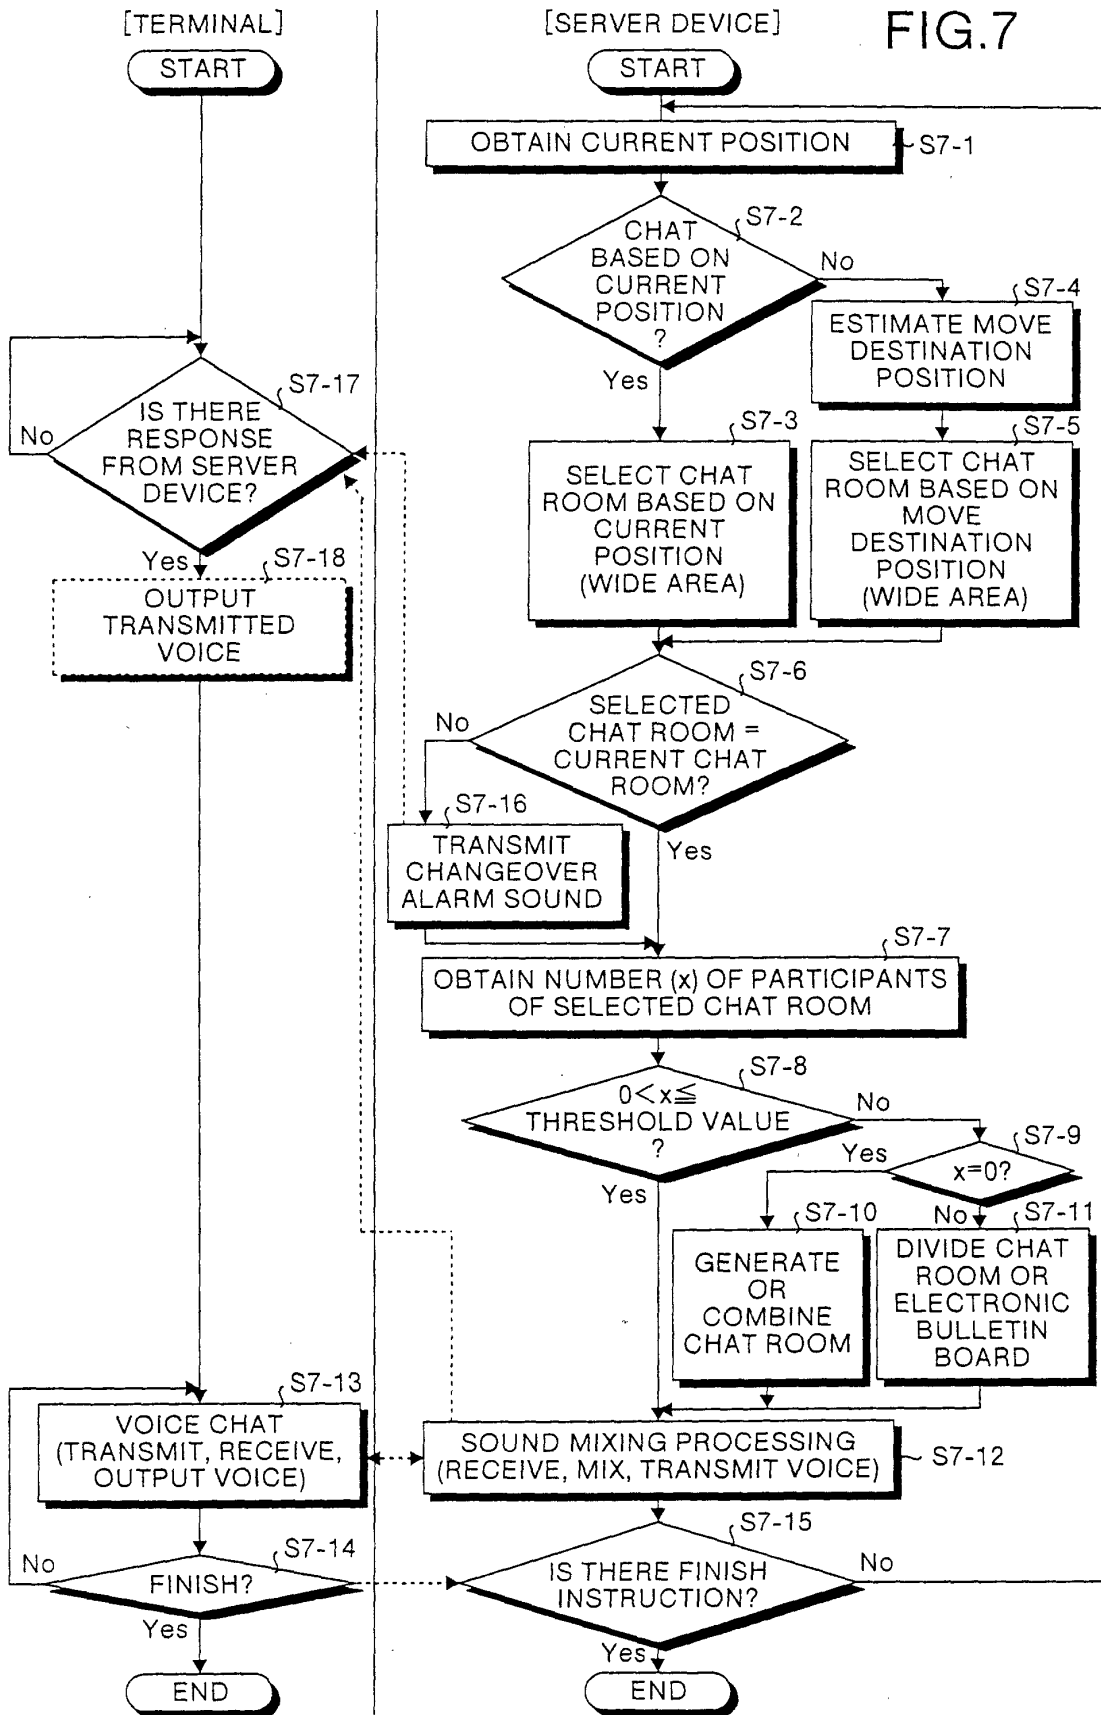 [TERMINAL]
[SERVER DEVICE]
FIG.7
START
START
OBTAIN CURRENT POSITION
S7-1
S7-2
CHAT
BASED ON
CURRENT
POSITION
?
No
Yes
S7-4
ESTIMATE MOVE
DESTINATION
POSITION
S7-17
IS THERE
RESPONSE
FROM SERVER
DEVICE?
No
Yes
S7-3
SELECT CHAT
ROOM BASED ON
CURRENT
POSITION
(WIDE AREA)
S7-5
SELECT CHAT
ROOM BASED ON
MOVE
DESTINATION
POSITION
(WIDE AREA)
S7-18
OUTPUT
TRANSMITTED
VOICE
S7-6
SELECTED
CHAT ROOM =
CURRENT CHAT
ROOM?
No
Yes
S7-16
TRANSMIT
CHANGEOVER
ALARM SOUND
S7-7
OBTAIN NUMBER (x) OF PARTICIPANTS
OF SELECTED CHAT ROOM
S7-8
0<x≦
THRESHOLD VALUE
?
No
Yes
S7-9
x=0?
Yes
No
S7-10
GENERATE
OR
COMBINE
CHAT ROOM
S7-11
DIVIDE CHAT
ROOM OR
ELECTRONIC
BULLETIN
BOARD
S7-13
VOICE CHAT
(TRANSMIT, RECEIVE,
OUTPUT VOICE)
SOUND MIXING PROCESSING
(RECEIVE, MIX, TRANSMIT VOICE)
S7-12
S7-14
FINISH?
No
Yes
S7-15
IS THERE FINISH
INSTRUCTION?
No
Yes
END
END